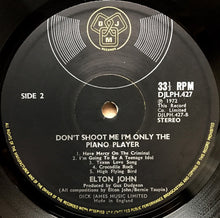 DJM
33⅓ RPM
DJLPH.427
℗ 1972
This Record Co. Limited
DJLPH.427-B
STEREO
SIDE 2
DON'T SHOOT ME I'M ONLY THE
PIANO PLAYER
1. Have Mercy On The Criminal
2. I'm Going To Be A Teenage Idol
3. Texas Love Song
4. Crocodile Rock
5. High Flying Bird
ELTON JOHN
Produced by Gus Dudgeon
(All compositions by Elton John/Bernie Taupin)
DICK JAMES MUSIC LIMITED
Made in England